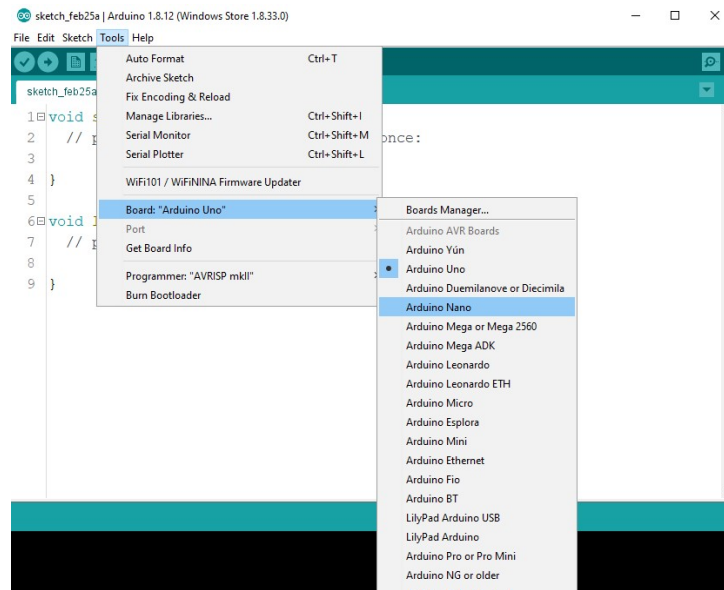 sketch_feb25a | Arduino 1.8.12 (Windows Store 1.8.33.0)
File Edit Sketch Tools Help
sketch_feb25a
Auto Format Ctrl+T
Archive Sketch
Fix Encoding & Reload
Manage Libraries... Ctrl+Shift+I
Serial Monitor Ctrl+Shift+M
Serial Plotter Ctrl+Shift+L
WiFi101 / WiFiNINA Firmware Updater
Board: "Arduino Uno"
Port
Get Board Info
Programmer: "AVRISP mkII"
Burn Bootloader
1 void
2 // once:
3
4 }
5
6 void
7 //
8
9 }
Boards Manager...
Arduino AVR Boards
Arduino Yún
Arduino Uno
Arduino Duemilanove or Diecimila
Arduino Nano
Arduino Mega or Mega 2560
Arduino Mega ADK
Arduino Leonardo
Arduino Leonardo ETH
Arduino Micro
Arduino Esplora
Arduino Mini
Arduino Ethernet
Arduino Fio
Arduino BT
LilyPad Arduino USB
LilyPad Arduino
Arduino Pro or Pro Mini
Arduino NG or older